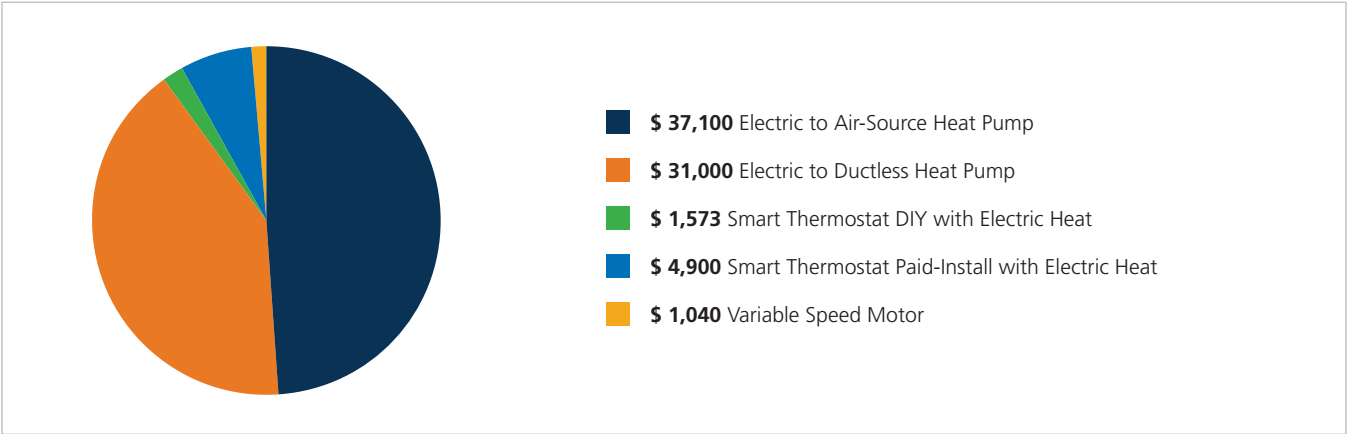 $ 37,100 Electric to Air-Source Heat Pump
$ 31,000 Electric to Ductless Heat Pump
$ 1,573 Smart Thermostat DIY with Electric Heat
$ 4,900 Smart Thermostat Paid-Install with Electric Heat
$ 1,040 Variable Speed Motor